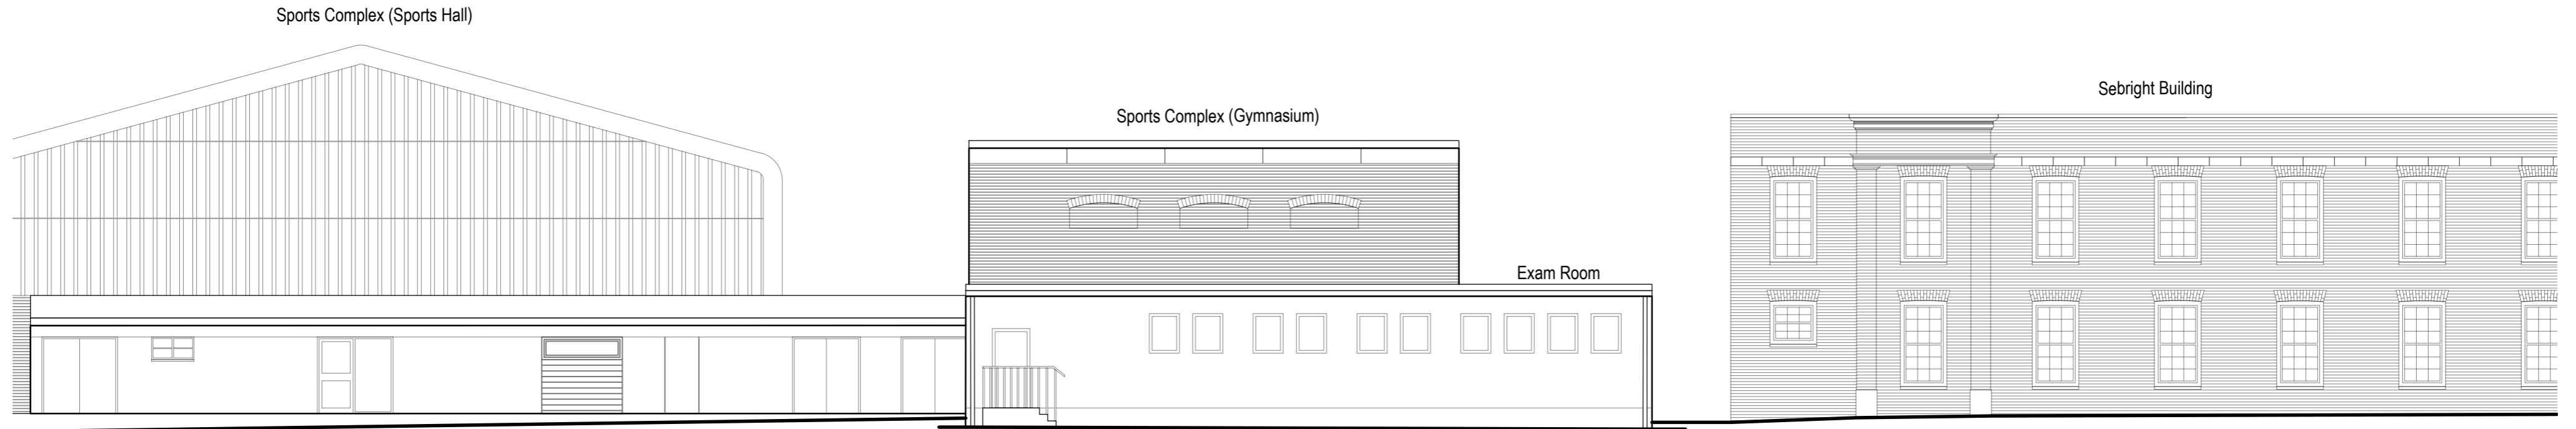 Sports Complex (Sports Hall)
Sports Complex (Gymnasium)
Exam Room
Sebright Building